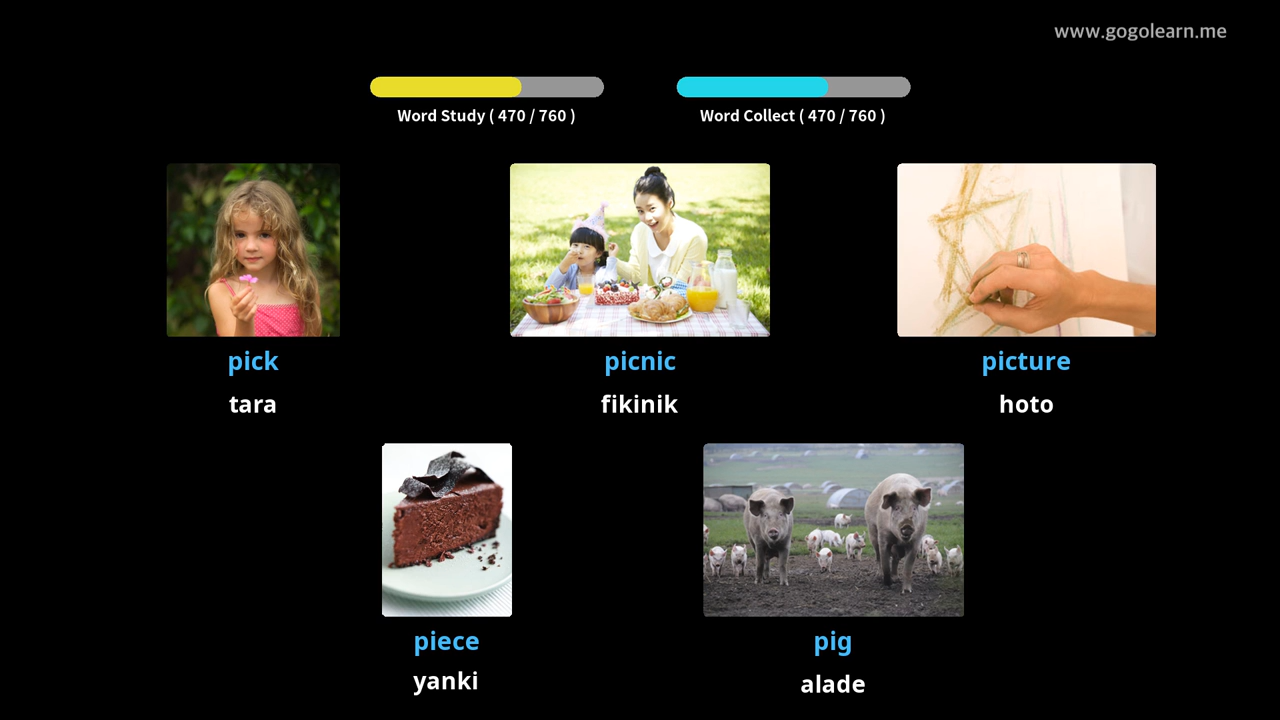 www.gogolearn.me
Word Study ( 470 / 760 )
Word Collect ( 470 / 760 )
pick
tara
picnic
fikinik
picture
hoto
piece
yanki
pig
alade